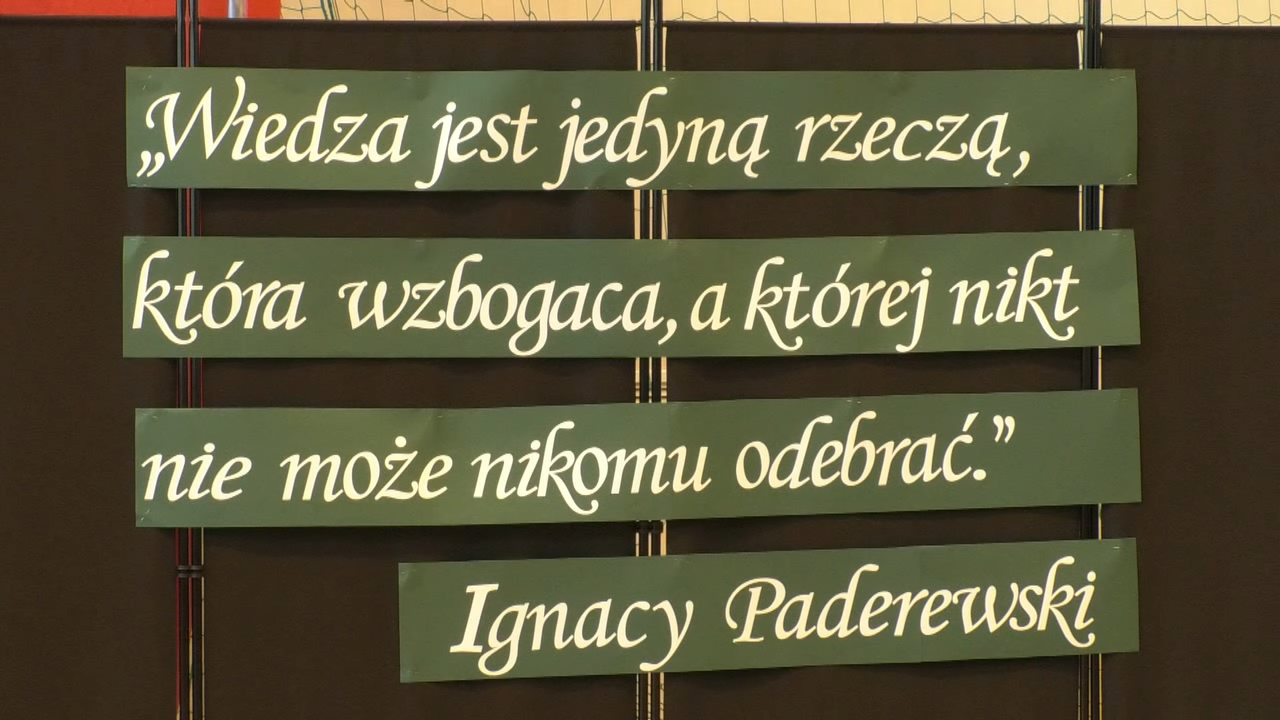 „Wiedza jest jedyną rzeczą,
która wzbogaca, a której nikt
nie może nikomu odebrać.”
Ignacy Paderewski